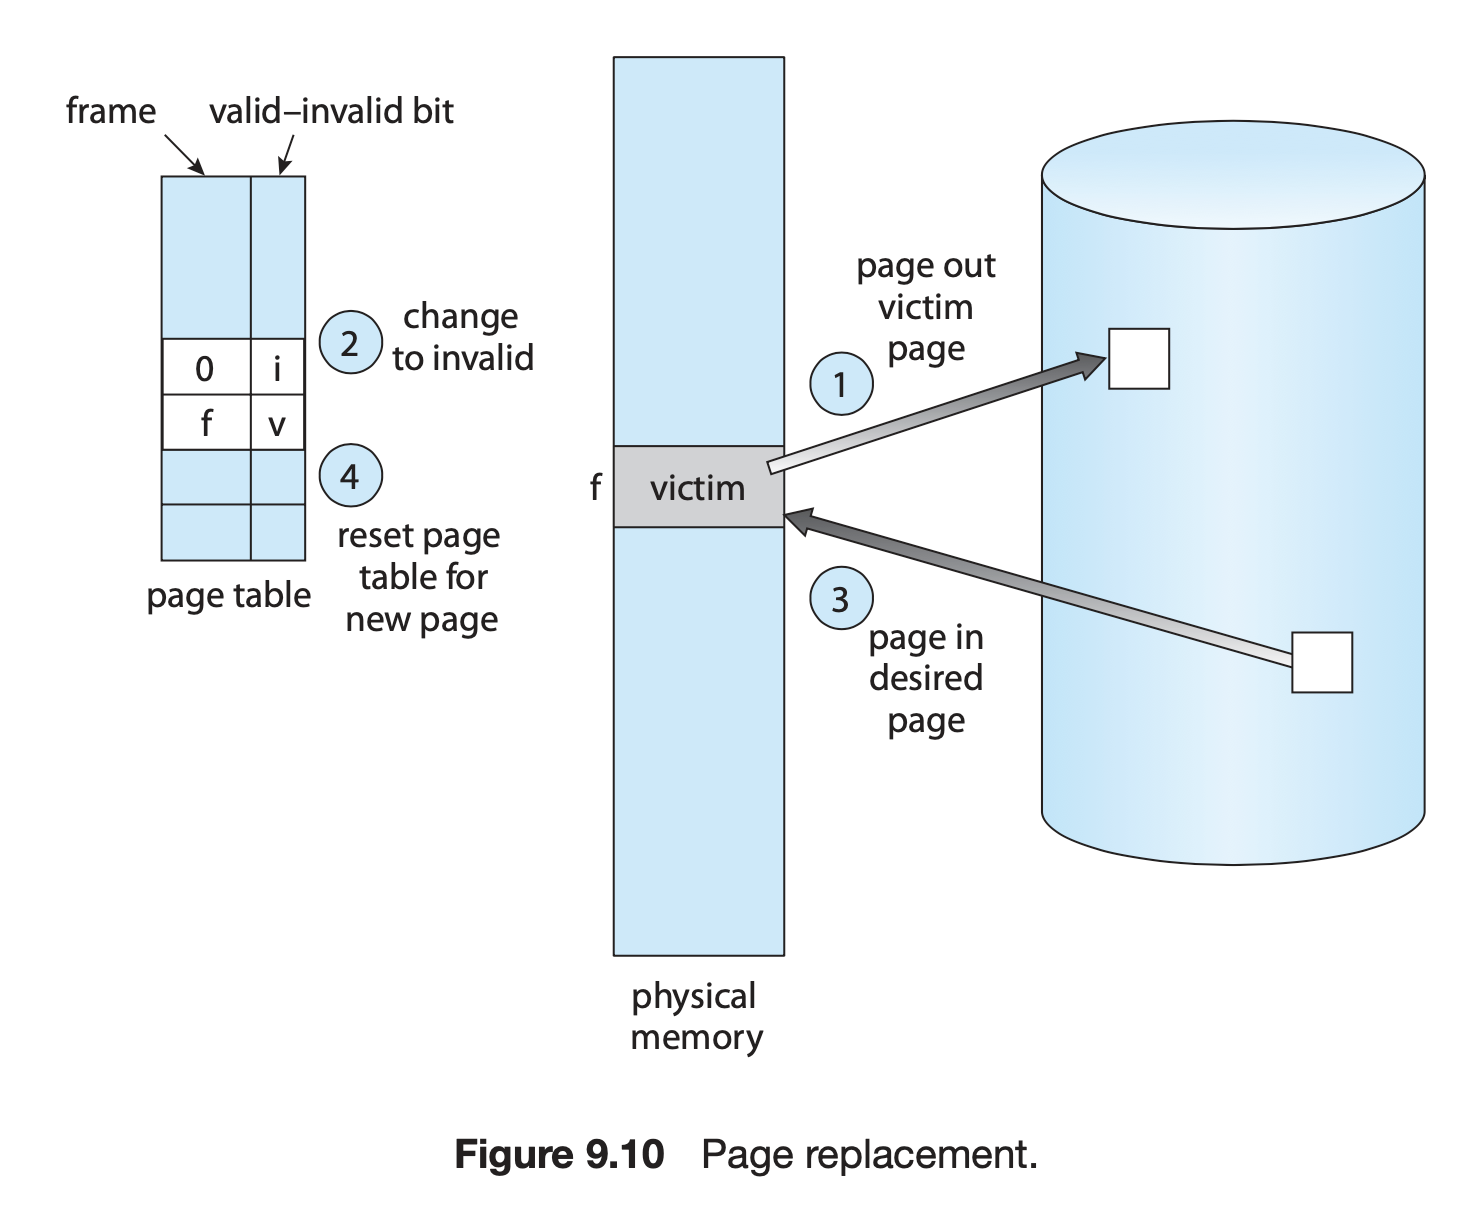 frame
valid–invalid bit
0
i
f
v
page table
2
change
to invalid
4
reset page
table for
new page
f
victim
physical
memory
1
page out
victim
page
3
page in
desired
page
Figure 9.10 Page replacement.